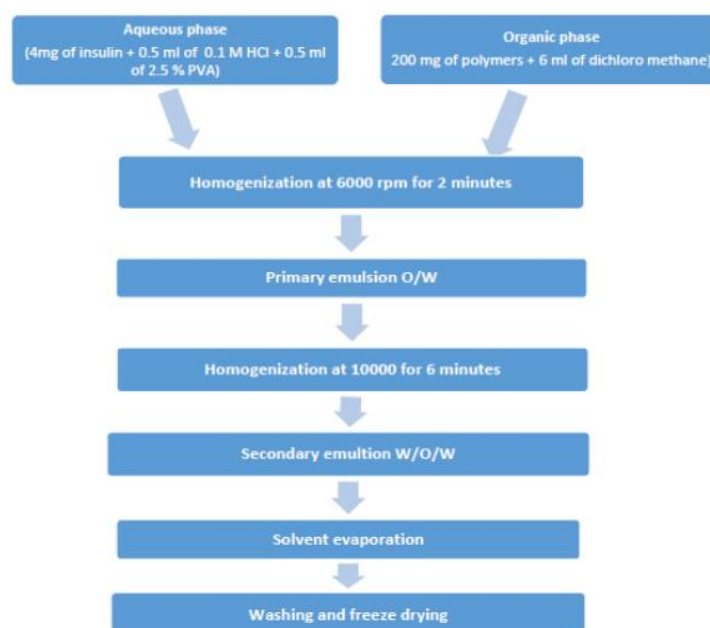 Aqueous phase
(4mg of insulin + 0.5 ml of 0.1 M HCl + 0.5 ml
of 2.5 % PVA)
Organic phase
200 mg of polymers + 6 ml of dichloro methane)
Homogenization at 6000 rpm for 2 minutes
Primary emulsion O/W
Homogenization at 10000 for 6 minutes
Secondary emultion W/O/W
Solvent evaporation
Washing and freeze drying